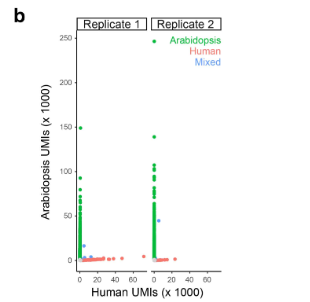 b
Replicate 1
Replicate 2
Arabidopsis
Human
Mixed
Arabidopsis UMIs (x 1000)
250
200
150
100
50
0
0 20 40 60
0 20 40 60
Human UMIs (x 1000)